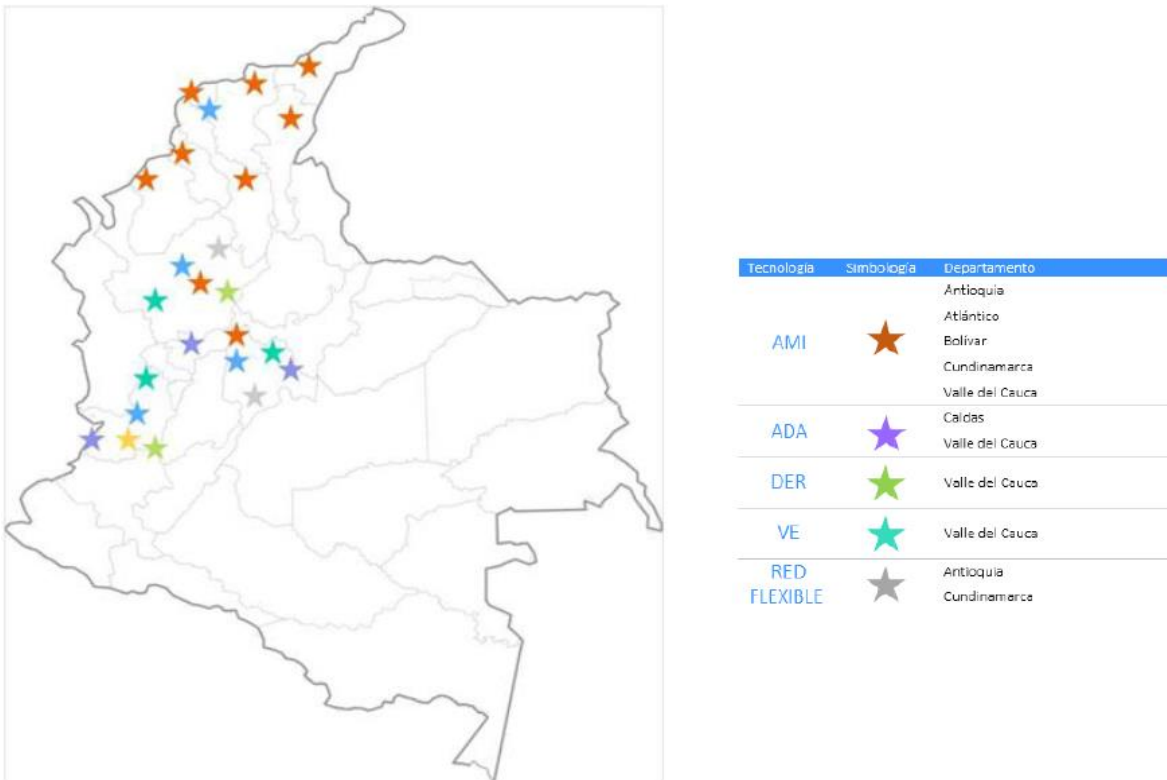 Tecnología Simbología Departamento
AMI
Antioquia
Atlántico
Bolívar
Cundinamarca
Valle del Cauca
ADA
Caldas
Valle del Cauca
DER
Valle del Cauca
VE
Valle del Cauca
RED
FLEXIBLE
Antioquia
Cundinamarca